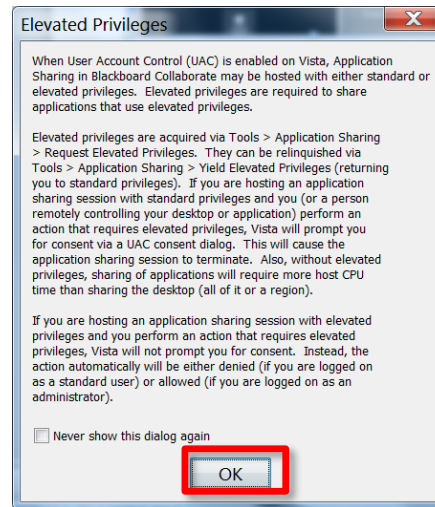 Elevated Privileges
When User Account Control (UAC) is enabled on Vista, Application
Sharing in Blackboard Collaborate may be hosted with either standard or
elevated privileges. Elevated privileges are required to share
applications that use elevated privileges.
Elevated privileges are acquired via Tools > Application Sharing
> Request Elevated Privileges. They can be relinquished via
Tools > Application Sharing > Yield Elevated Privileges (returning
you to standard privileges). If you are hosting an application
sharing session with standard privileges and you (or a person
remotely controlling your desktop or application) perform an
action that requires elevated privileges, Vista will prompt you
for consent via a UAC consent dialog. This will cause the
application sharing session to terminate. Also, without elevated
privileges, sharing of applications will require more host CPU
time than sharing the desktop (all of it or a region).
If you are hosting an application sharing session with elevated
privileges and you perform an action that requires elevated
privileges, Vista will not prompt you for consent. Instead, the
action automatically will be either denied (if you are logged on
as a standard user) or allowed (if you are logged on as an
administrator).
Never show this dialog again
OK